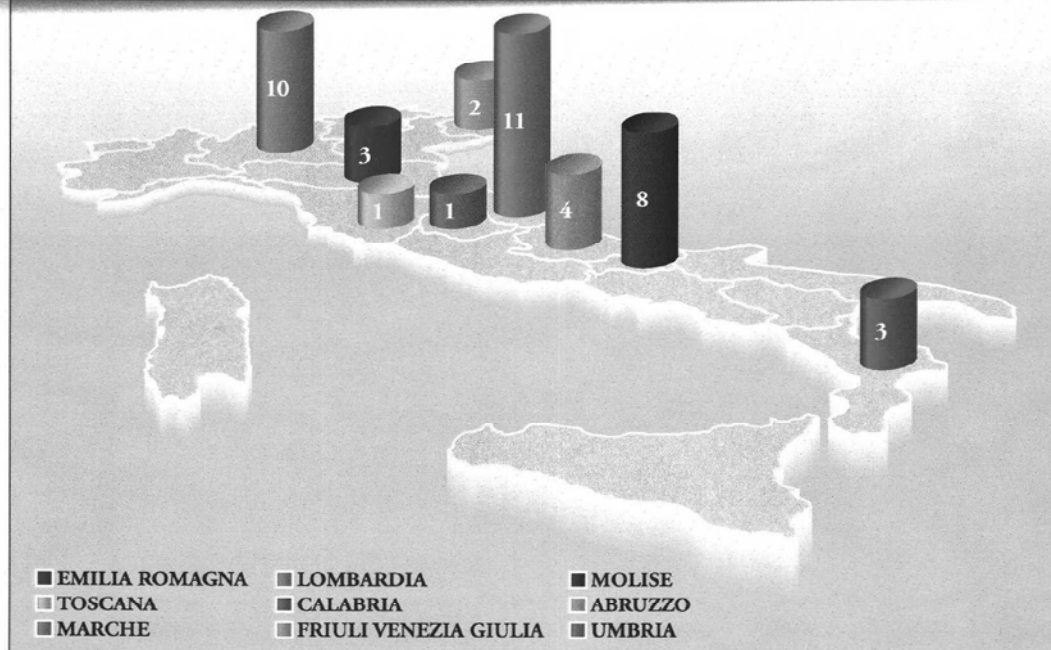 10
2
11
3
1
1
4
8
3
EMILIA ROMAGNA
LOMBARDIA
MOLISE
TOSCANA
CALABRIA
ABRUZZO
MARCHE
FRIULI VENEZIA GIULIA
UMBRIA